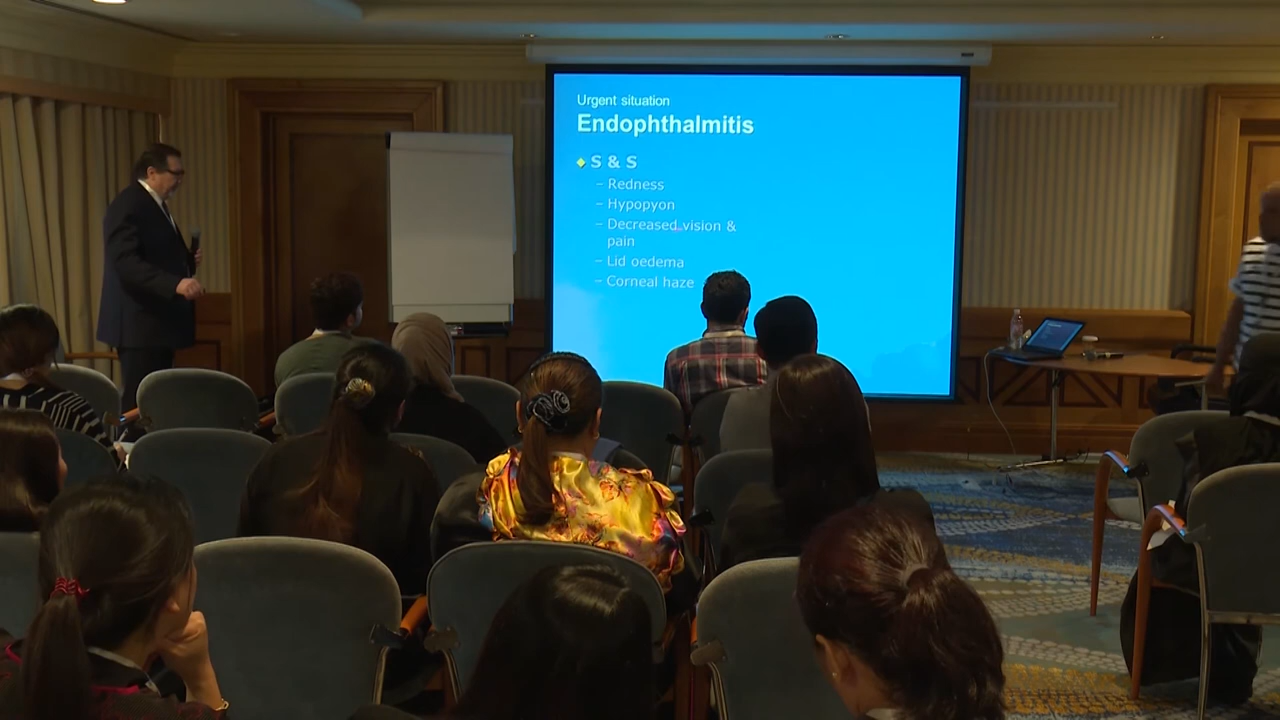 Urgent situation
Endophthalmitis
S & S
– Redness
– Hypopyon
– Decreased vision &
pain
– Lid oedema
– Corneal haze